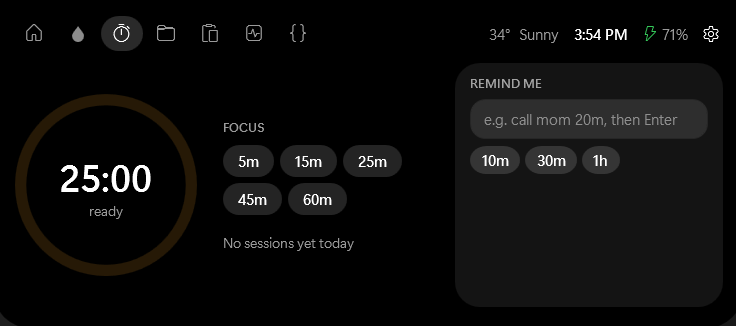 34° Sunny 3:54 PM 71%
25:00
ready
FOCUS
5m 15m 25m
45m 60m
No sessions yet today
REMIND ME
e.g. call mom 20m, then Enter
10m 30m 1h